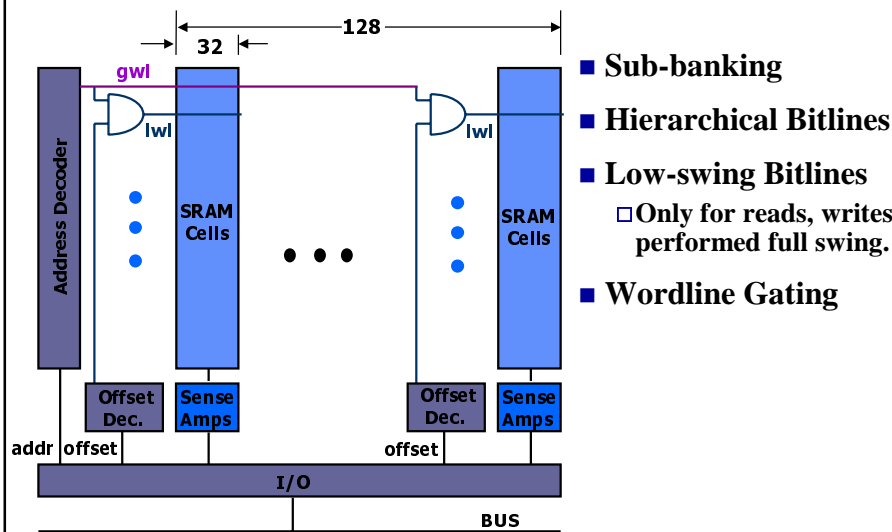 128
32
gwl
lwl
lwl
Address Decoder
SRAM
Cells
SRAM
Cells
Offset
Dec.
Sense
Amps
Offset
Dec.
Sense
Amps
addr
offset
offset
I/O
BUS
Sub-banking
Hierarchical Bitlines
Low-swing Bitlines
Only for reads, writes
performed full swing.
Wordline Gating